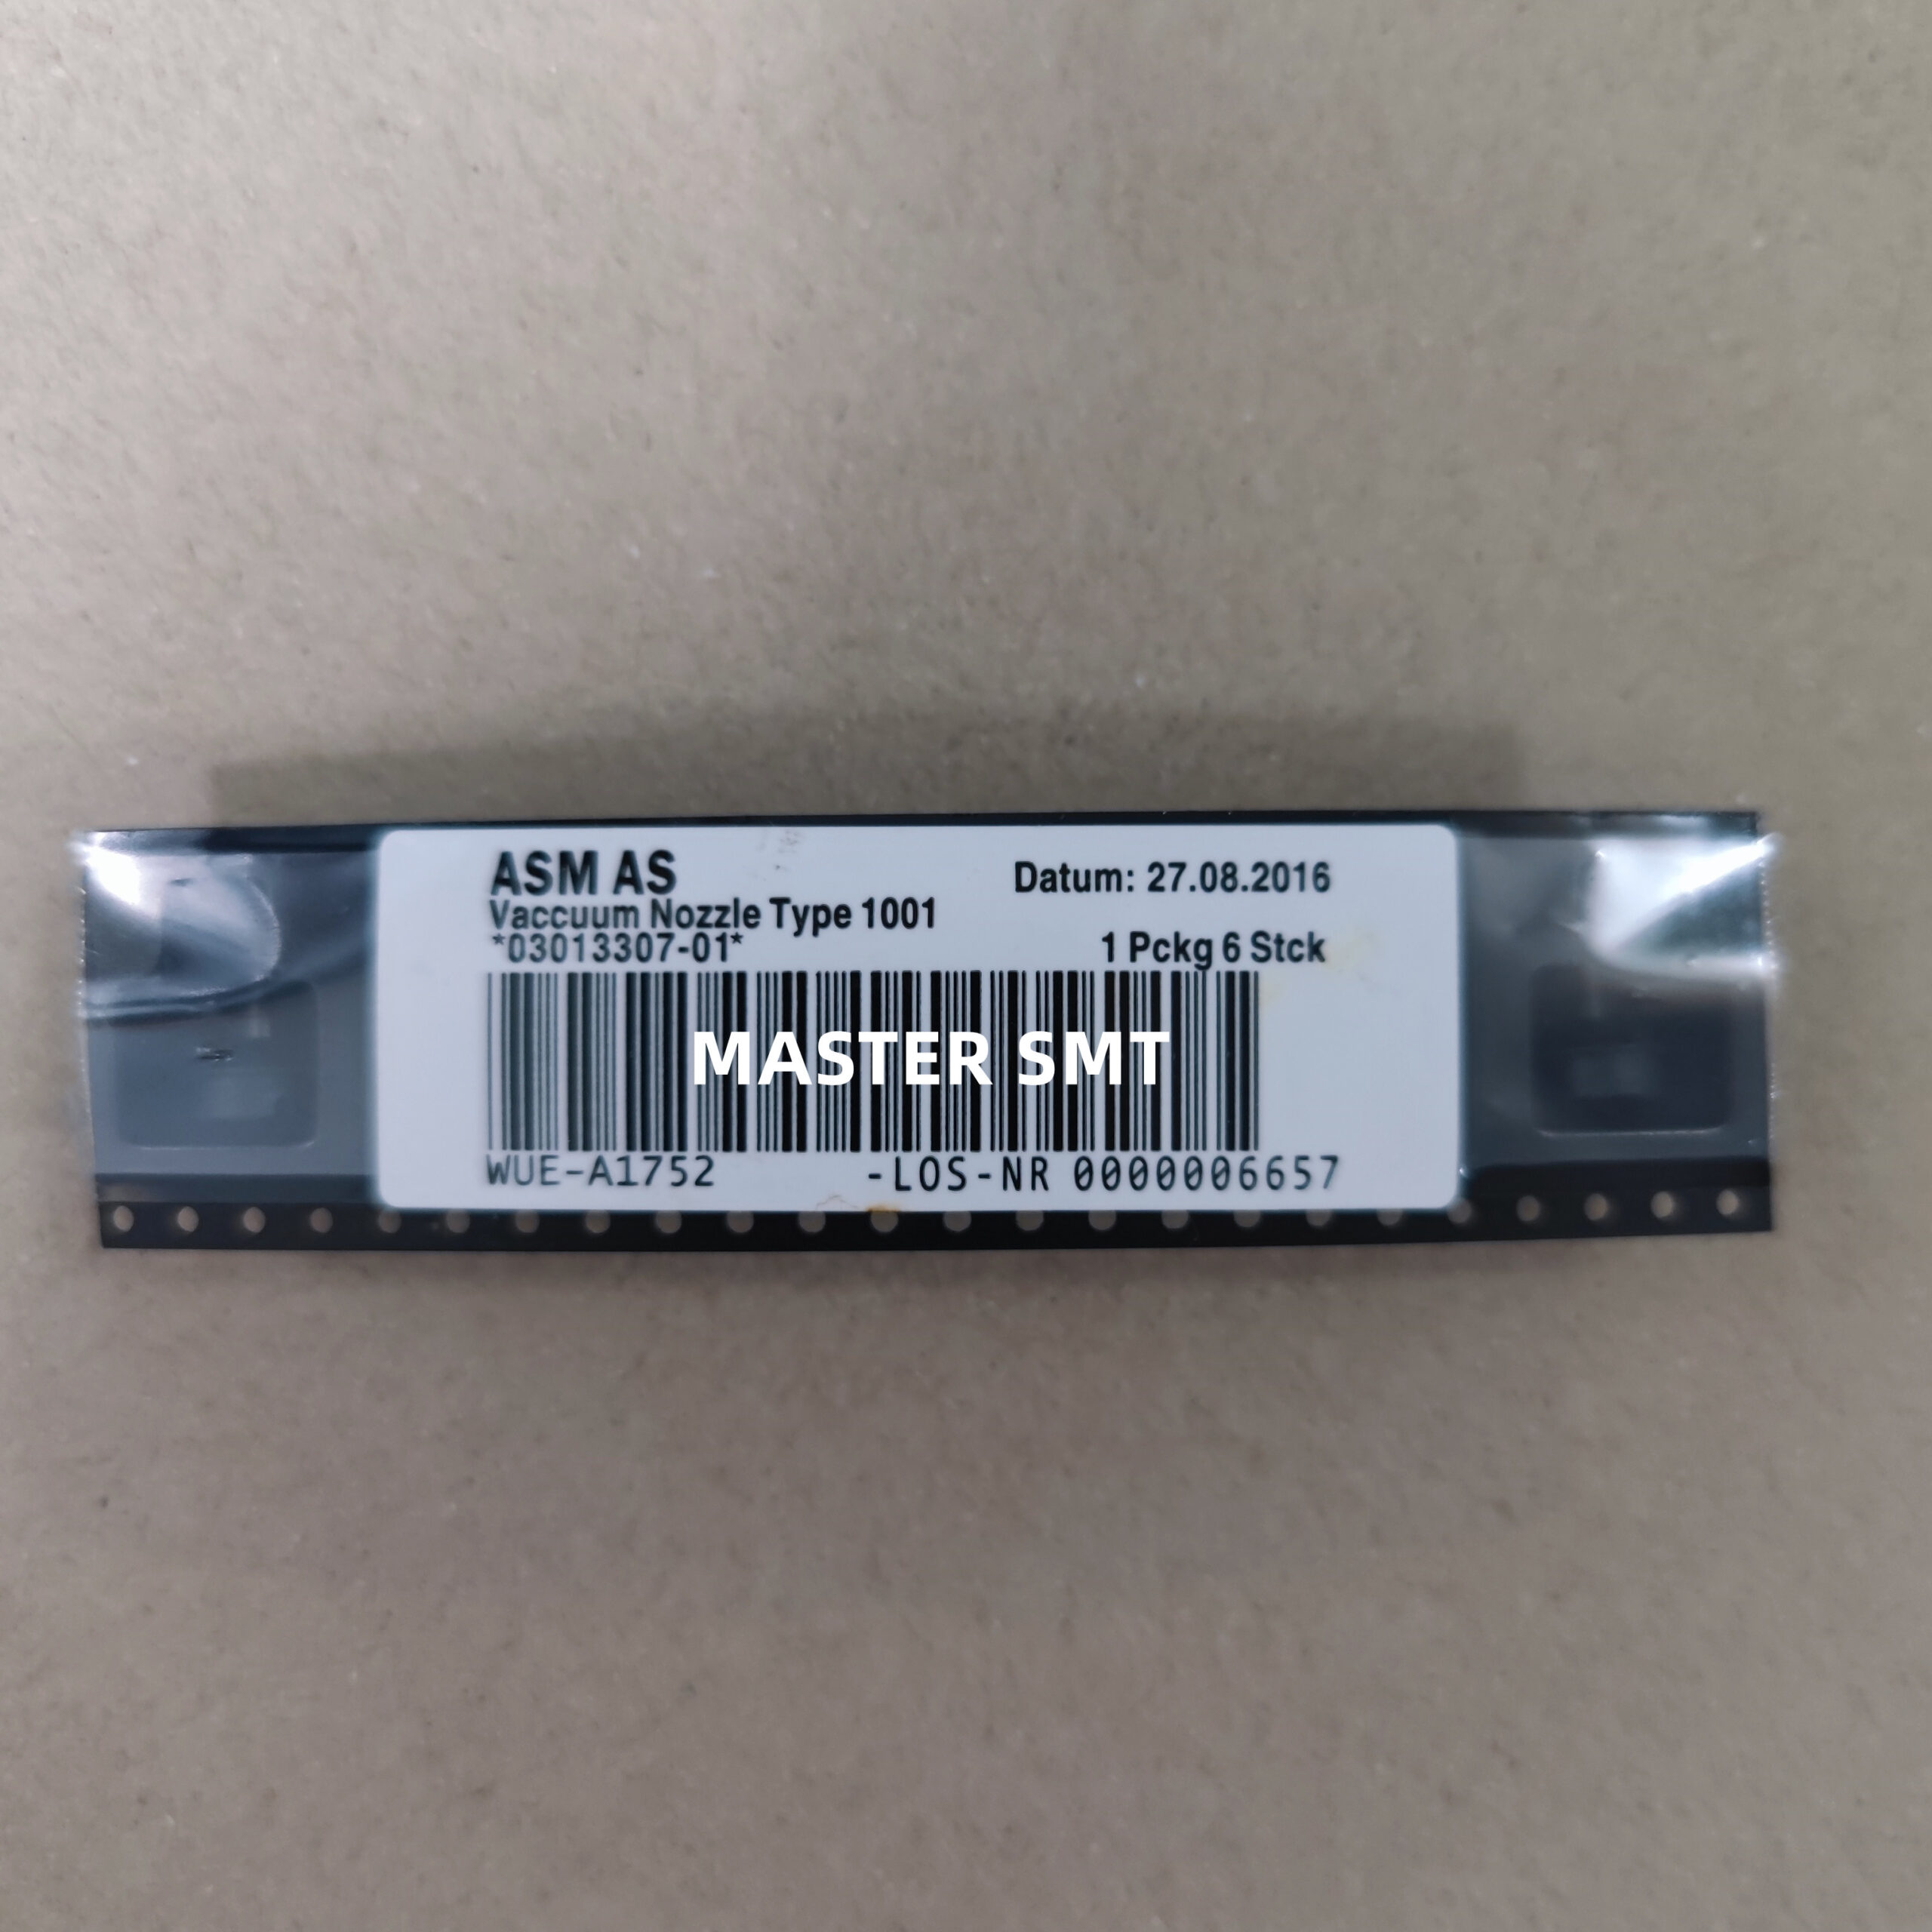 ASM AS
Datum: 27.08.2016
Vaccuum Nozzle Type 1001
*03013307-01*
1 Pckg 6 Stck
MASTER SMT
WUE-A1752
-LOS-NR 0000006657